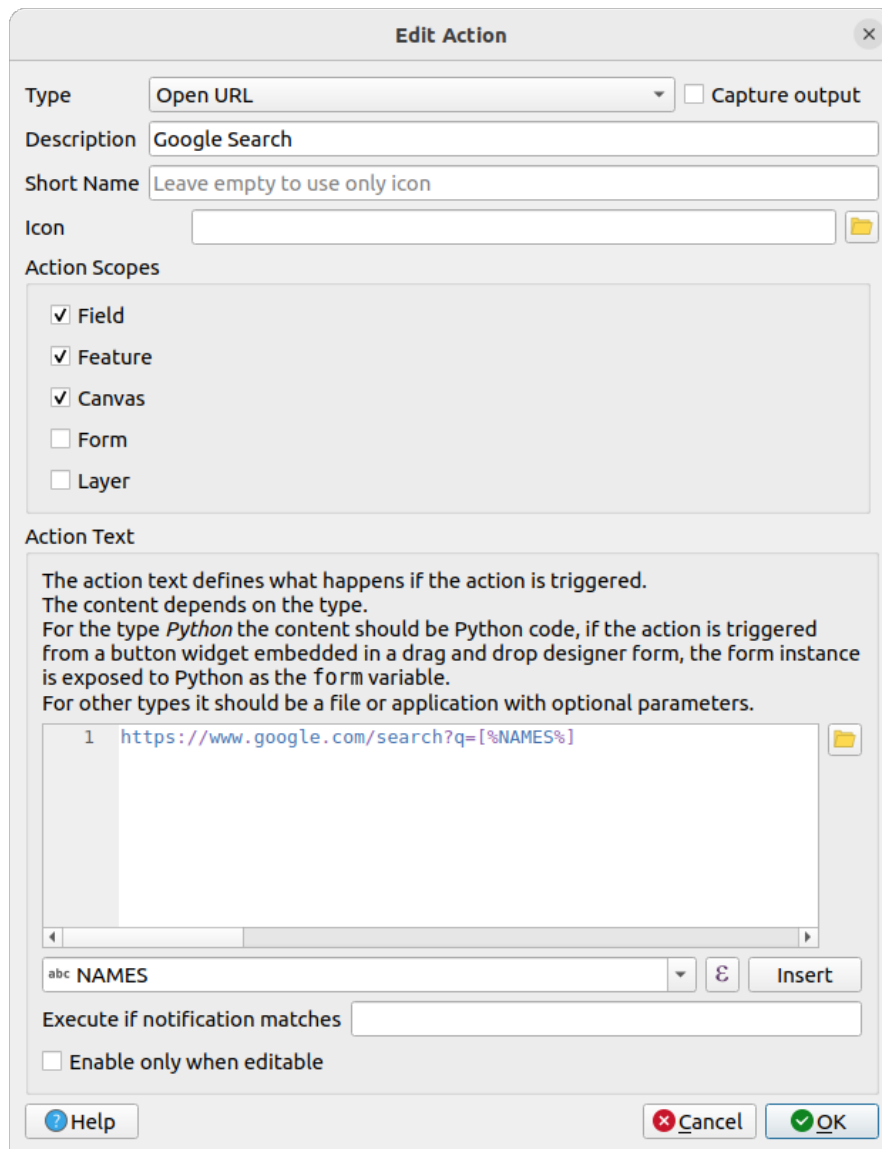 Edit Action
Type Open URL Capture output
Description Google Search
Short Name Leave empty to use only icon
Icon
Action Scopes
Field
Feature
Canvas
Form
Layer
Action Text
The action text defines what happens if the action is triggered.
The content depends on the type.
For the type Python the content should be Python code, if the action is triggered
from a button widget embedded in a drag and drop designer form, the form instance
is exposed to Python as the form variable.
For other types it should be a file or application with optional parameters.
1 https://www.google.com/search?q=[%NAMES%]
abc NAMES ε Insert
Execute if notification matches
Enable only when editable
Help Cancel OK